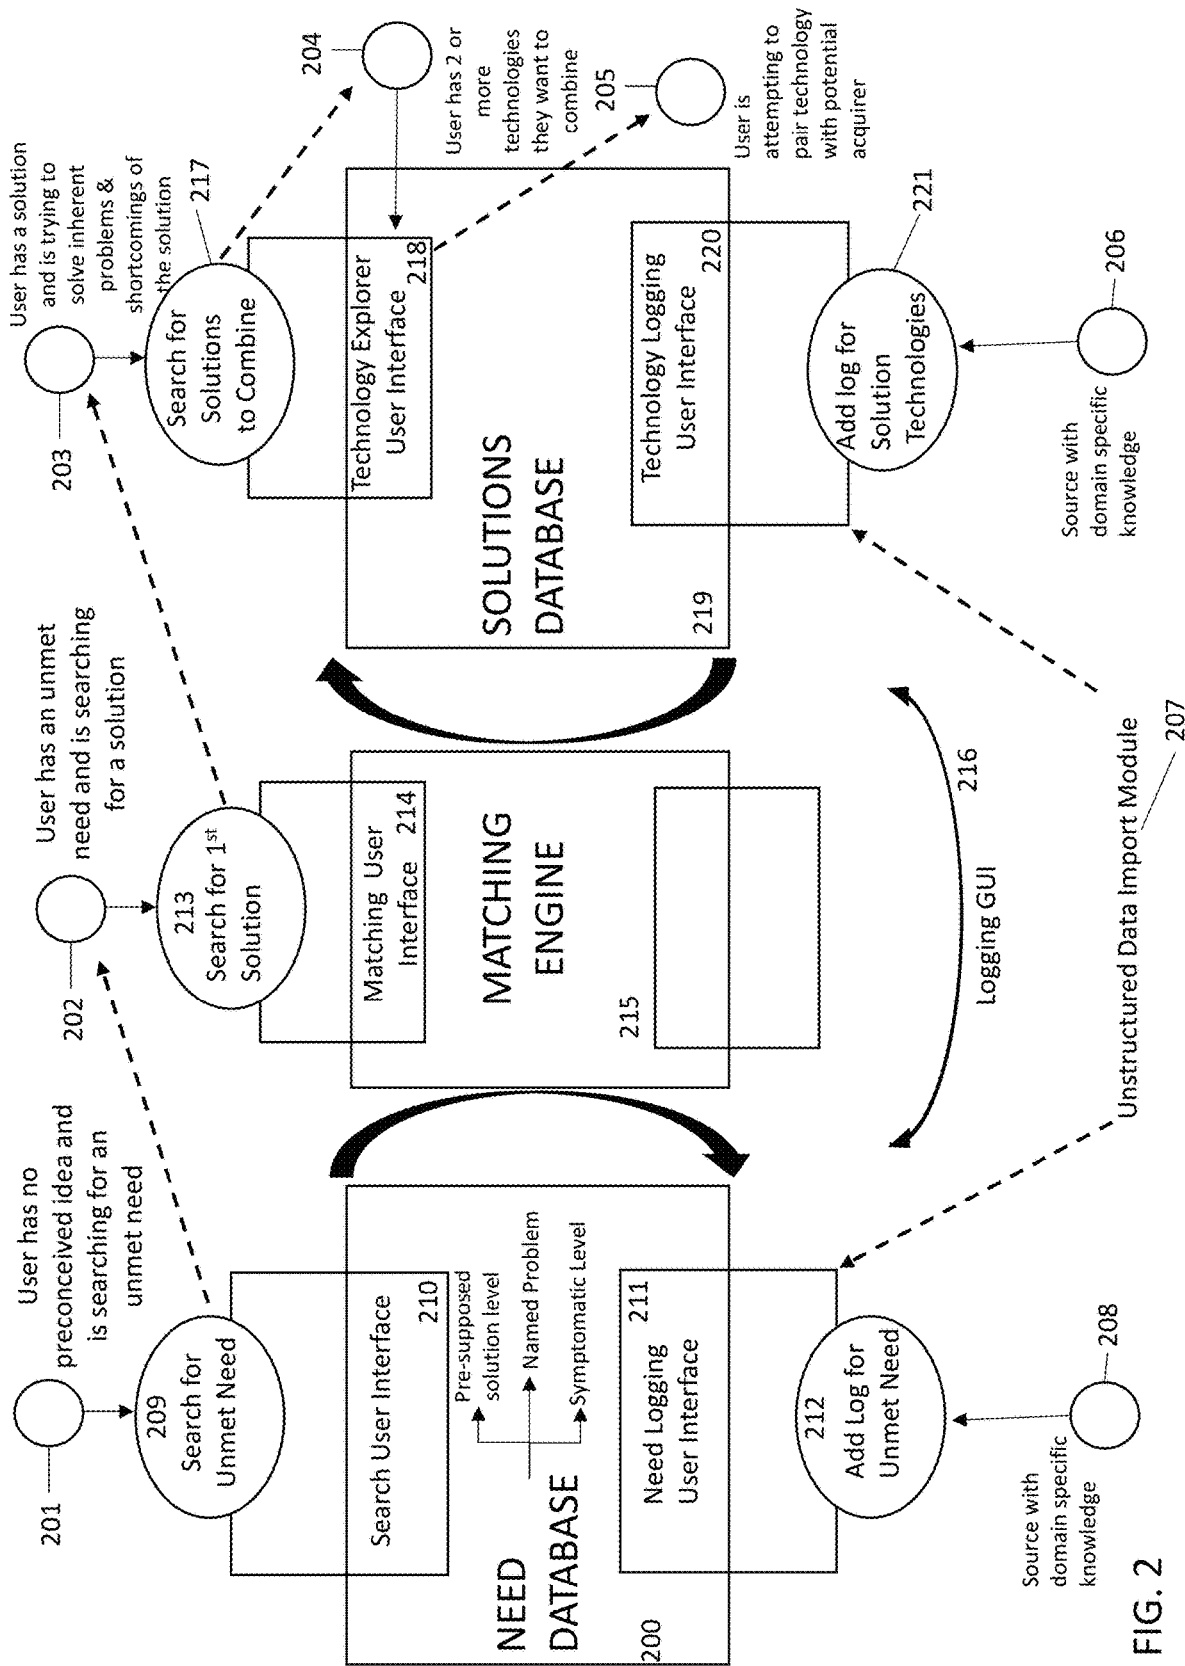 201
User has no
preconceived idea and
is searching for an
unmet need
209
Search for
Unmet Need
Search User Interface
210
NEED
DATABASE
Pre-supposed
solution level
Named Problem
Symptomatic Level
200
Need Logging
User Interface
211
212
Add Log for
Unmet Need
Source with
domain specific
knowledge
208
202
User has an unmet
need and is searching
for a solution
213
Search for 1st
Solution
Matching User
Interface
214
MATCHING
ENGINE
215
Logging GUI
216
Unstructured Data Import Module
207
203
User has a solution
and is trying to
solve inherent
problems &
shortcomings of
the solution
217
Search for
Solutions
to Combine
Technology Explorer
User Interface
218
SOLUTIONS
DATABASE
219
Technology Logging
User Interface
220
Add log for
Solution
Technologies
221
Source with
domain specific
knowledge
206
204
User has 2 or
more
technologies
they want to
combine
205
User is
attempting to
pair technology
with potential
acquirer
FIG. 2